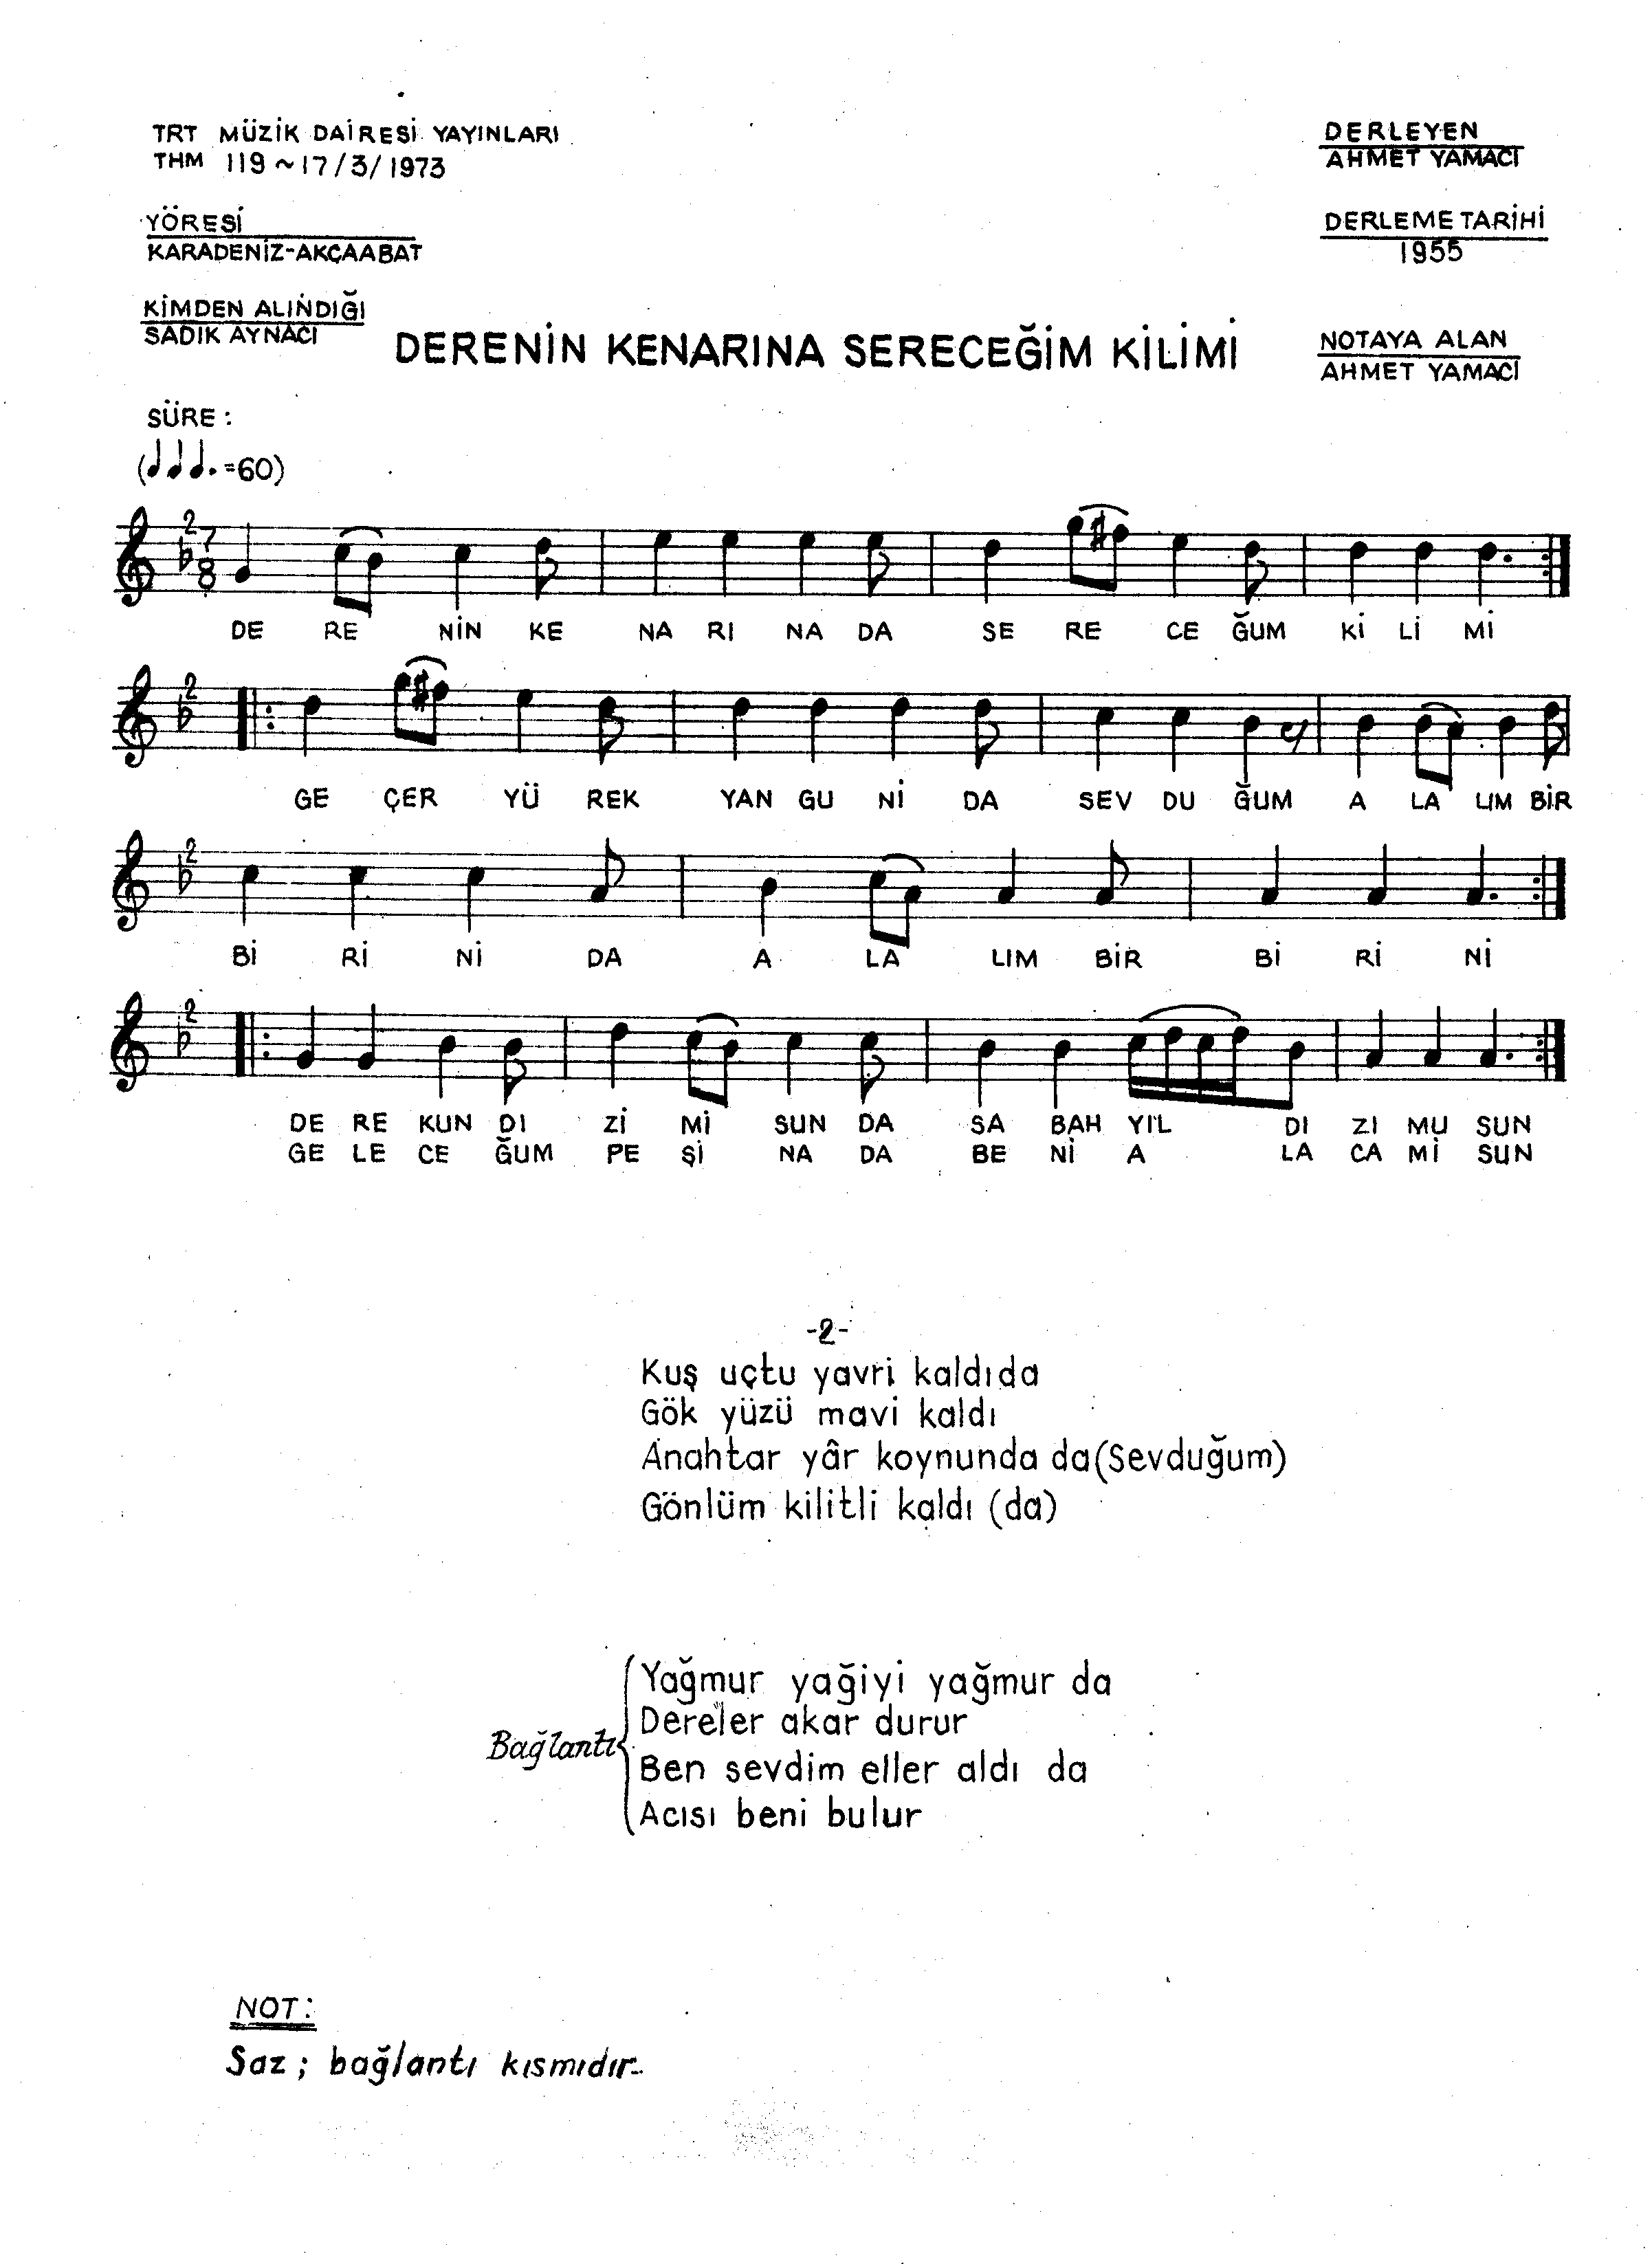 TRT MÜZİK DAİRESİ YAYINLARI
THM 119~17/3/1973
DERLEYEN
AHMET YAMACI
YÖRESİ
KARADENİZ-AKÇAABAT
DERLEME TARİHİ
1955
KİMDEN ALINDIĞI
SADIK AYNACI
DERENİN KENARINA SERECEĞİM KİLİMİ
NOTAYA ALAN
AHMET YAMACI
SÜRE:
(♩ ♩ ♩. =60)
DE RE NİN KE NA RI NA DA SE RE CE ĞUM Kİ Lİ Mİ
GE ÇER YÜ REK YAN GU Nİ DA SEV DU ĞUM A LA LIM BİR
Bİ Rİ Nİ DA A LA LIM BİR Bİ Rİ Nİ
DE RE KUN DI Zİ Mİ SUN DA SA BAH YIL DI ZI MU SUN
GE LE CE ĞUM PE Şİ NA DA BE Nİ A LA CA Mİ SUN
-2-
Kuş uçtu yavri kaldıda
Gök yüzü mavi kaldı
Anahtar yâr koynunda da (Sevduğum)
Gönlüm kilitli kaldı (da)
Yağmur yağiyi yağmur da
Dereler akar durur
Bağlantı
Ben sevdim eller aldı da
Acısı beni bulur
NOT:
Saz; bağlantı kısmıdır.